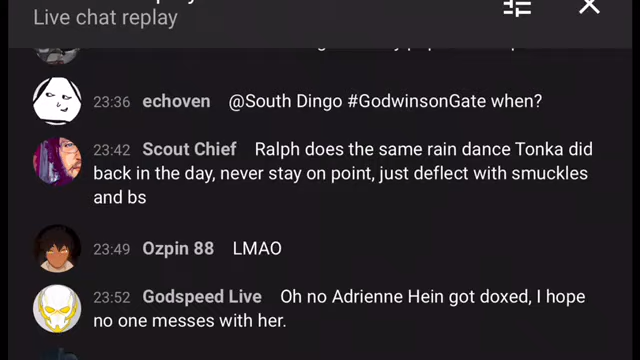 Live chat replay
23:36 echoven @South Dingo #GodwinsonGate when?
23:42 Scout Chief Ralph does the same rain dance Tonka did
back in the day, never stay on point, just deflect with smuckles
and bs
23:49 Ozpin 88 LMAO
23:52 Godspeed Live Oh no Adrienne Hein got doxed, I hope
no one messes with her.